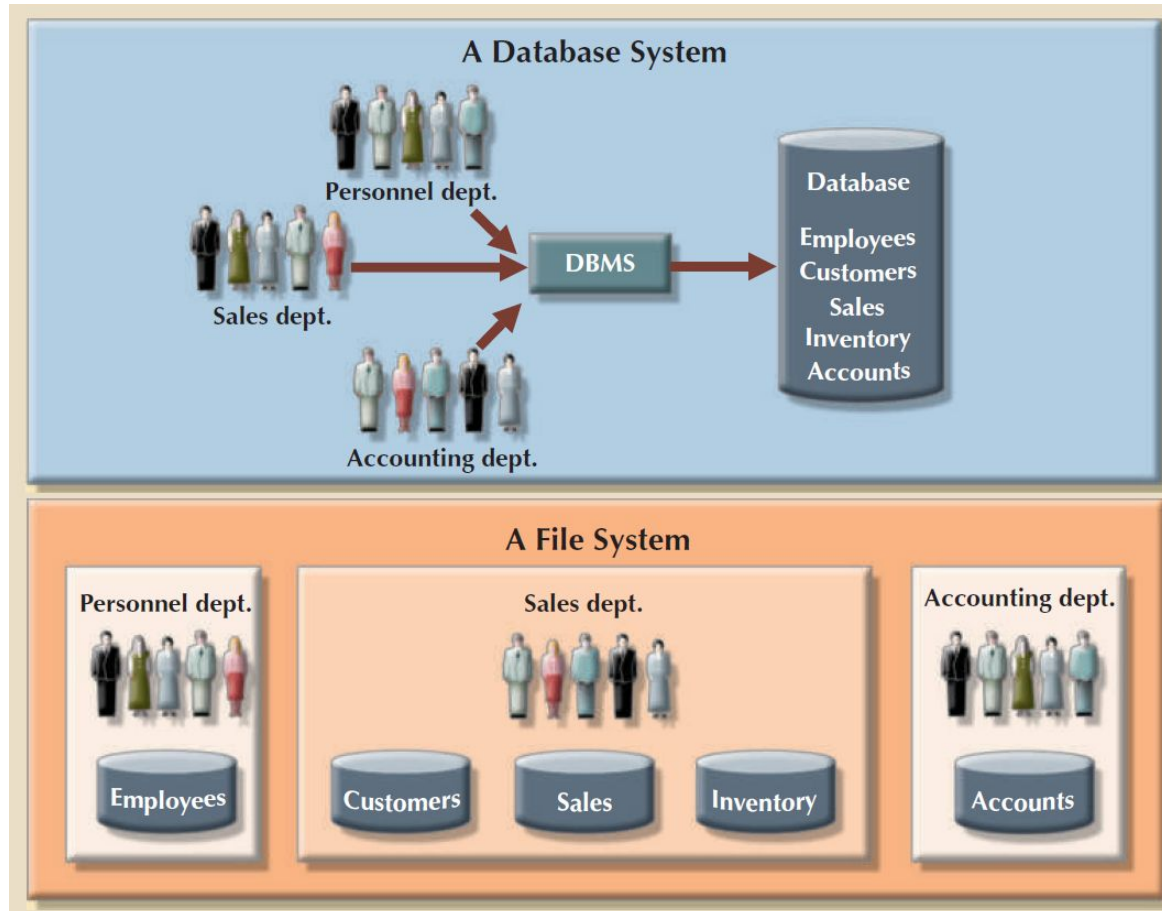 A Database System
Personnel dept.
Sales dept.
Accounting dept.
DBMS
Database
Employees
Customers
Sales
Inventory
Accounts
A File System
Personnel dept.
Employees
Sales dept.
Customers
Sales
Inventory
Accounting dept.
Accounts